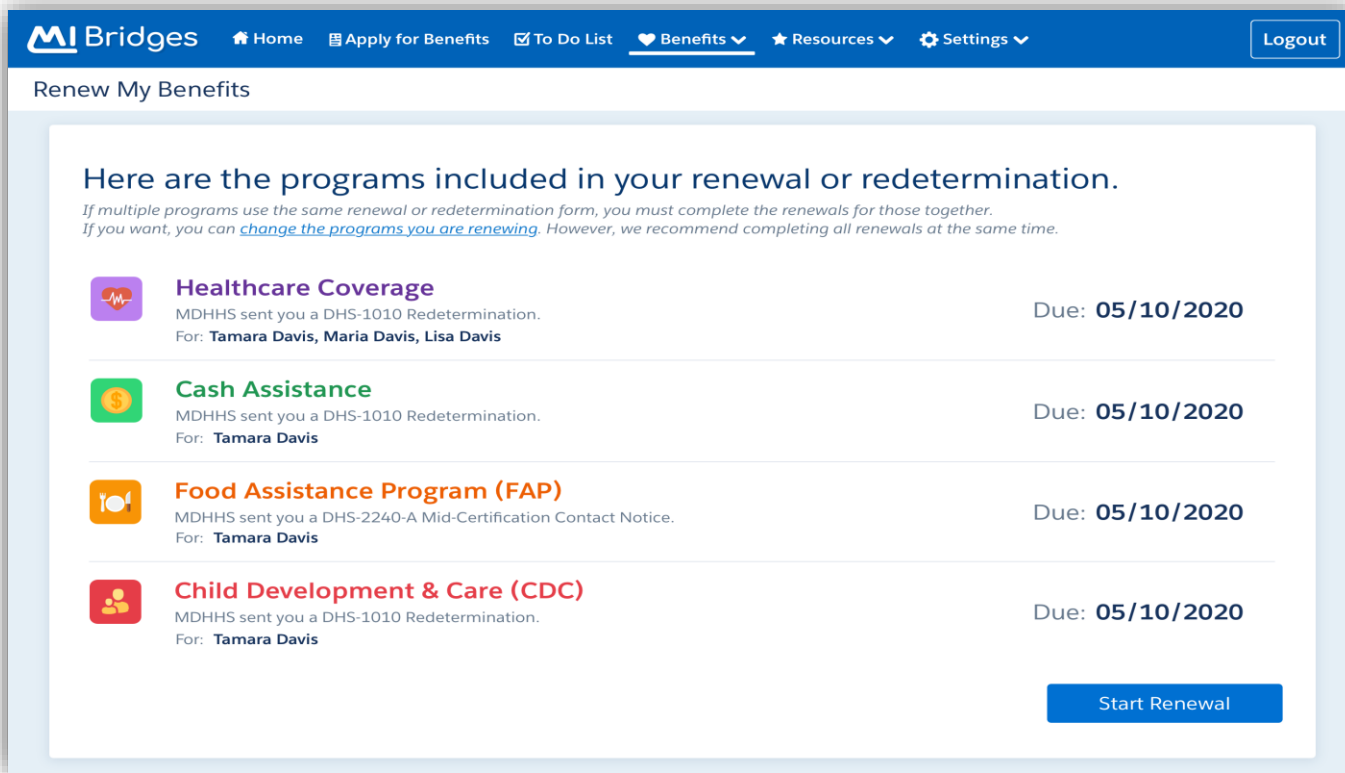 MI Bridges Home Apply for Benefits To Do List Benefits Resources Settings Logout
Renew My Benefits
Here are the programs included in your renewal or redetermination.
If multiple programs use the same renewal or redetermination form, you must complete the renewals for those together.
If you want, you can change the programs you are renewing. However, we recommend completing all renewals at the same time.
Healthcare Coverage
MDHHS sent you a DHS-1010 Redetermination.
For: Tamara Davis, Maria Davis, Lisa Davis
Due: 05/10/2020
Cash Assistance
MDHHS sent you a DHS-1010 Redetermination.
For: Tamara Davis
Due: 05/10/2020
Food Assistance Program (FAP)
MDHHS sent you a DHS-2240-A Mid-Certification Contact Notice.
For: Tamara Davis
Due: 05/10/2020
Child Development & Care (CDC)
MDHHS sent you a DHS-1010 Redetermination.
For: Tamara Davis
Due: 05/10/2020
Start Renewal